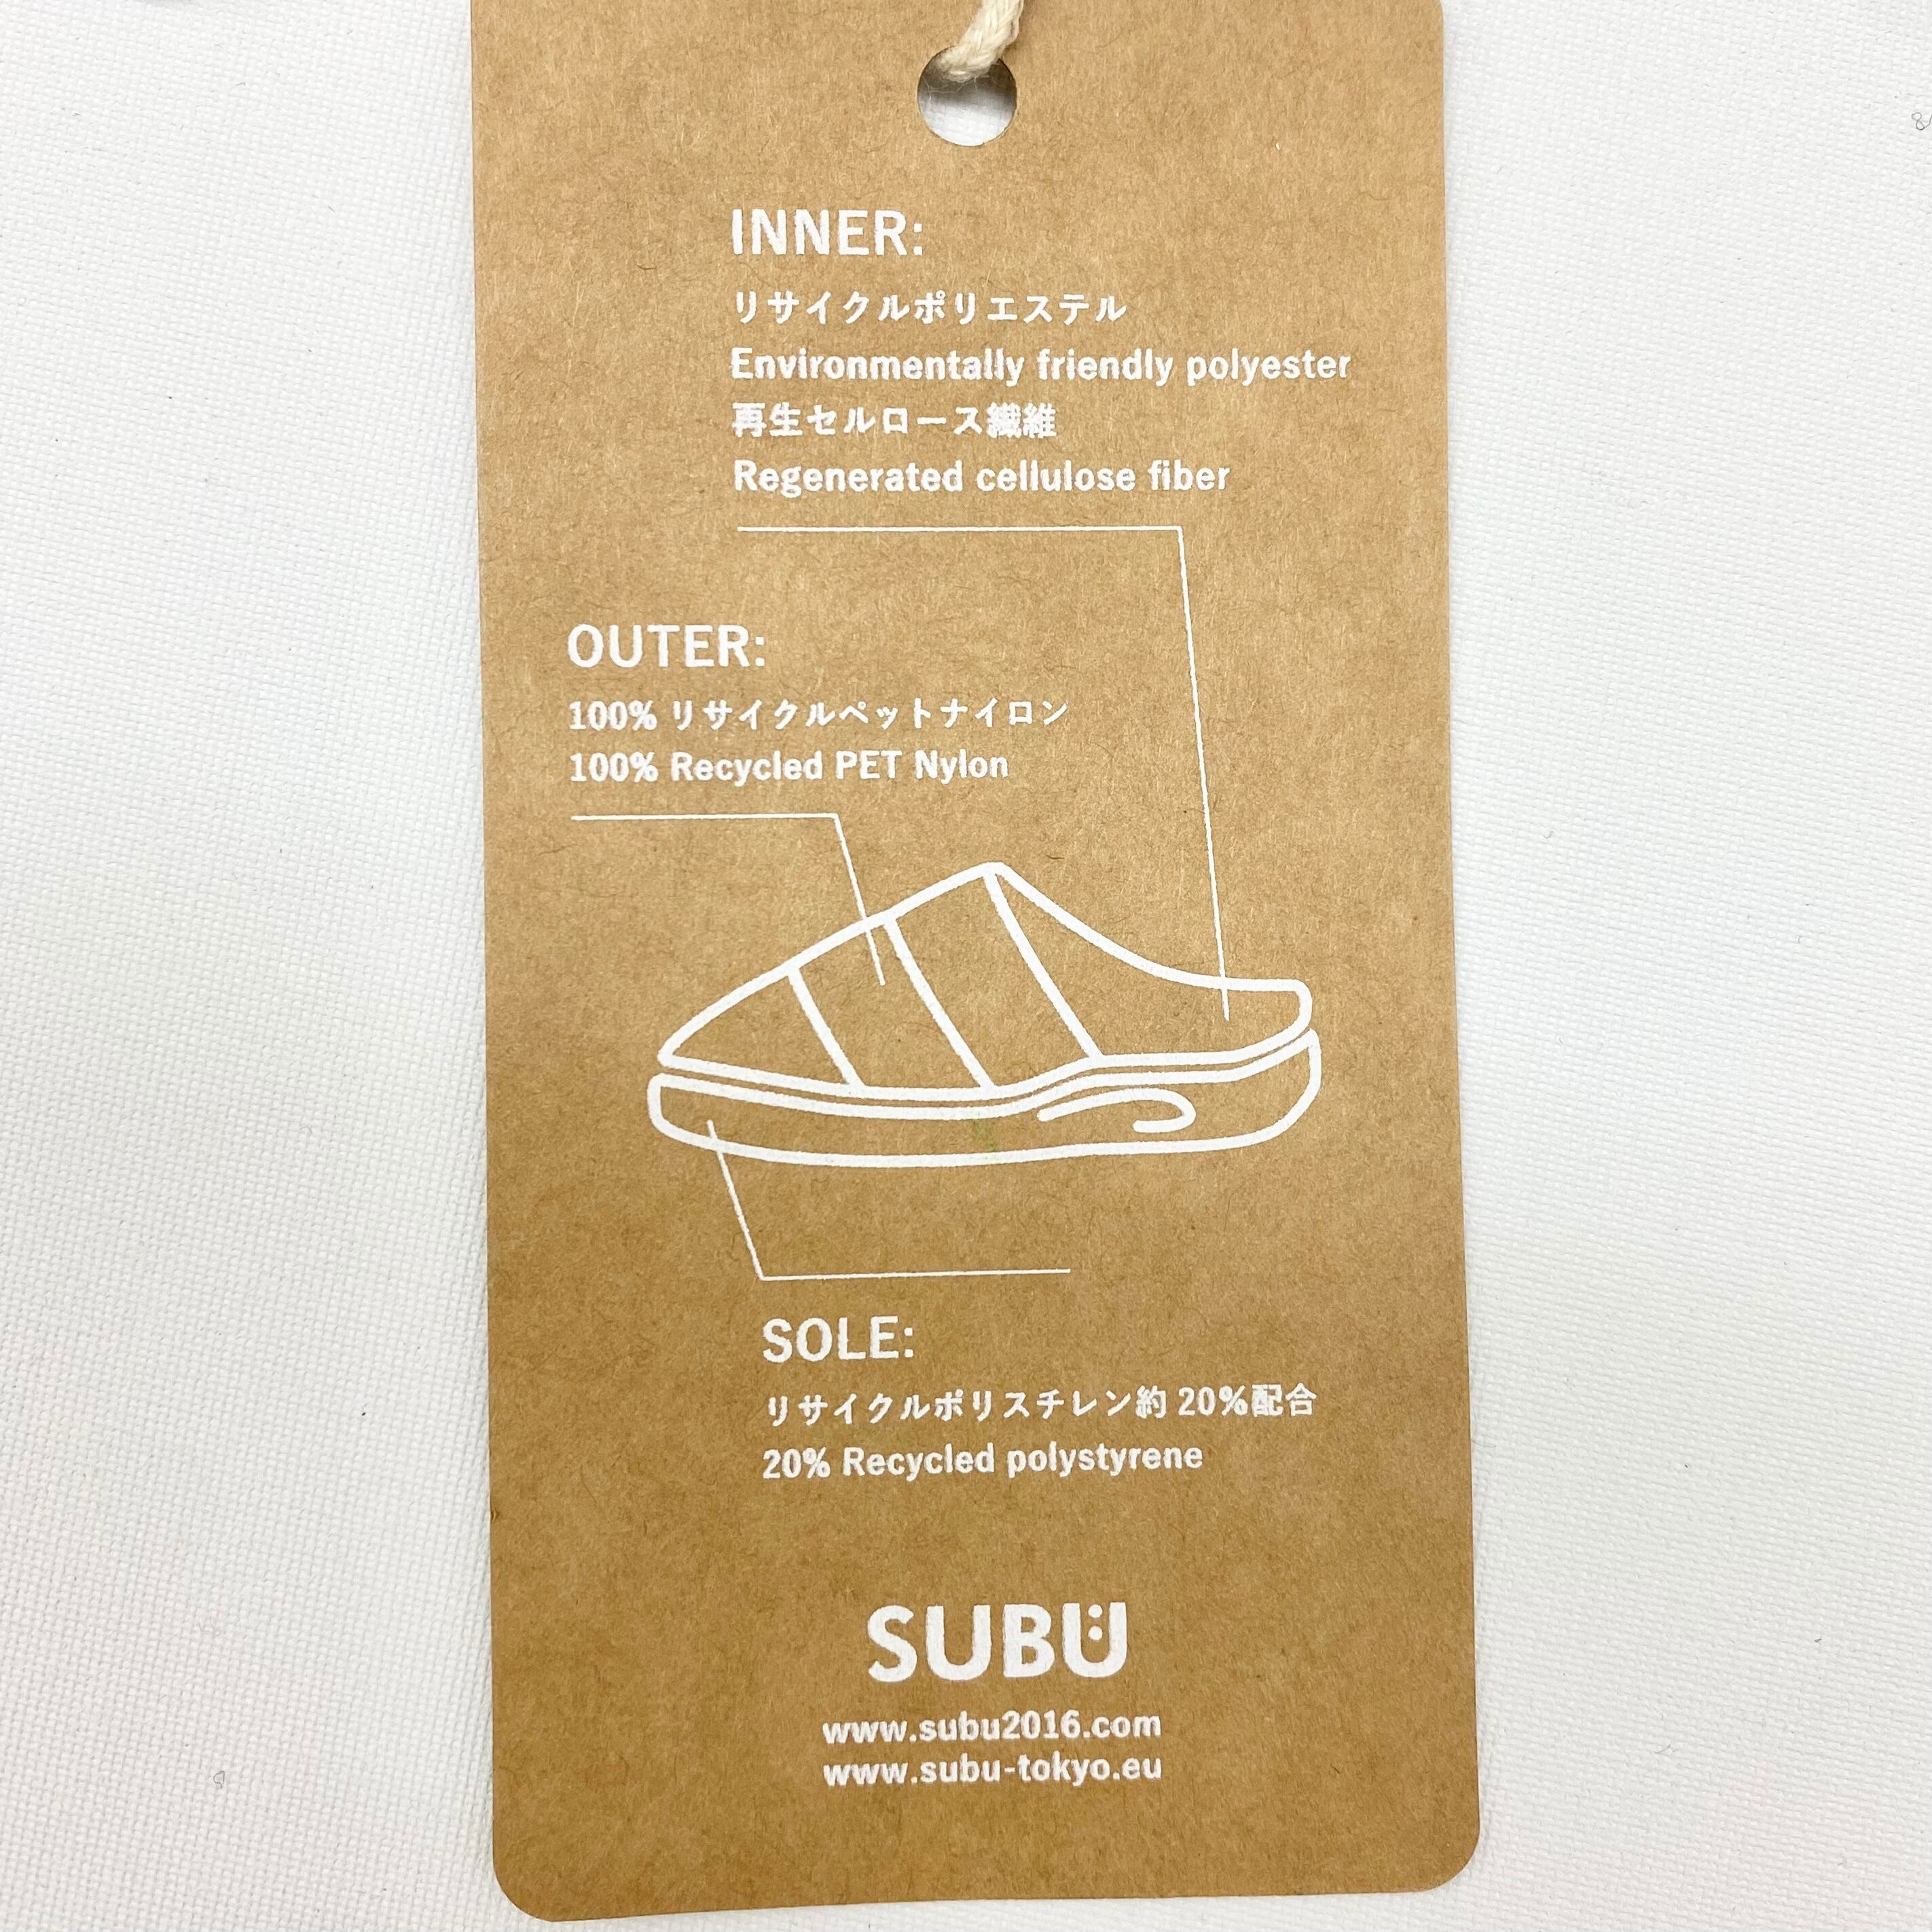 INNER:
リサイクルポリエステル
Environmentally friendly polyester
再生セルロース繊維
Regenerated cellulose fiber
OUTER:
100% リサイクルペットナイロン
100% Recycled PET Nylon
SOLE:
リサイクルポリスチレン約 20%配合
20% Recycled polystyrene
SUBU
www.subu2016.com
www.subu-tokyo.eu